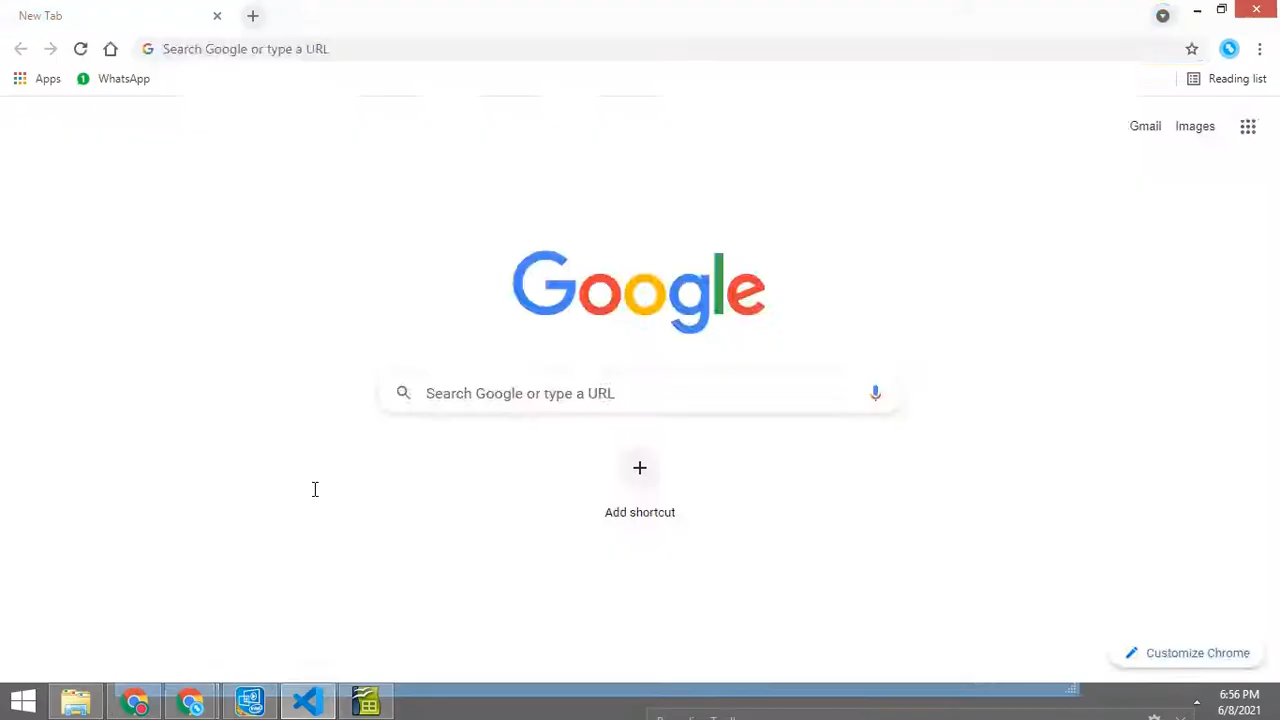 New Tab
Search Google or type a URL
Apps
1
WhatsApp
Reading list
Gmail
Images
Google
Search Google or type a URL
Add shortcut
Customize Chrome
6:56 PM
6/8/2021